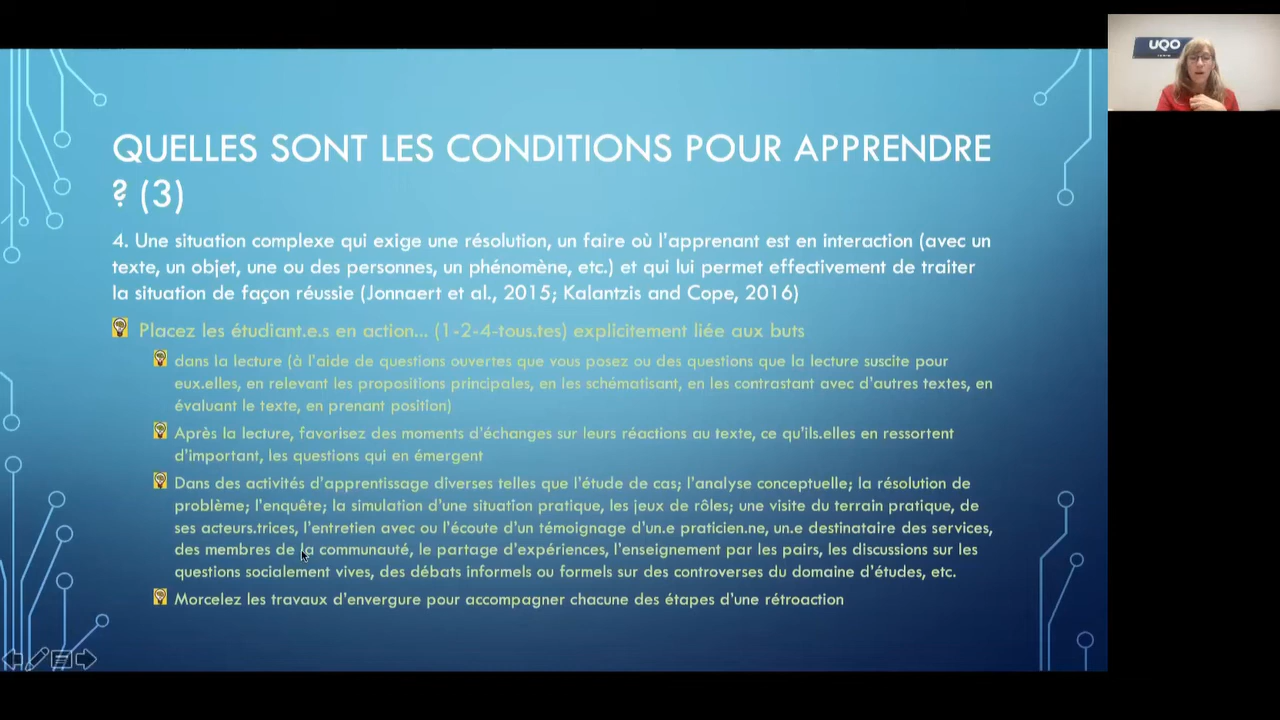 UQO
QUELLES SONT LES CONDITIONS POUR APPRENDRE
? (3)
4. Une situation complexe qui exige une résolution, un faire où l'apprenant est en interaction (avec un
texte, un objet, une ou des personnes, un phénomène, etc.) et qui lui permet effectivement de traiter
la situation de façon réussie (Jonnaert et al., 2015; Kalantzis and Cope, 2016)
Placez les étudiant.e.s en action... (1-2-4-tous.tes) explicitement liée aux buts
dans la lecture (à l'aide de questions ouvertes que vous posez ou des questions que la lecture suscite pour
eux.elles, en relevant les propositions principales, en les schématisant, en les contrastant avec d'autres textes, en
évaluant le texte, en prenant position)
Après la lecture, favorisez des moments d'échanges sur leurs réactions au texte, ce qu'ils.elles en ressortent
d'important, les questions qui en émergent
Dans des activités d'apprentissage diverses telles que l'étude de cas; l'analyse conceptuelle; la résolution de
problème; l'enquête; la simulation d'une situation pratique, les jeux de rôles; une visite du terrain pratique, de
ses acteurs.trices, l'entretien avec ou l'écoute d'un témoignage d'un.e praticien.ne, un.e destinataire des services,
des membres de la communauté, le partage d'expériences, l'enseignement par les pairs, les discussions sur les
questions socialement vives, des débats informels ou formels sur des controverses du domaine d'études, etc.
Morcelez les travaux d'envergure pour accompagner chacune des étapes d'une rétroaction